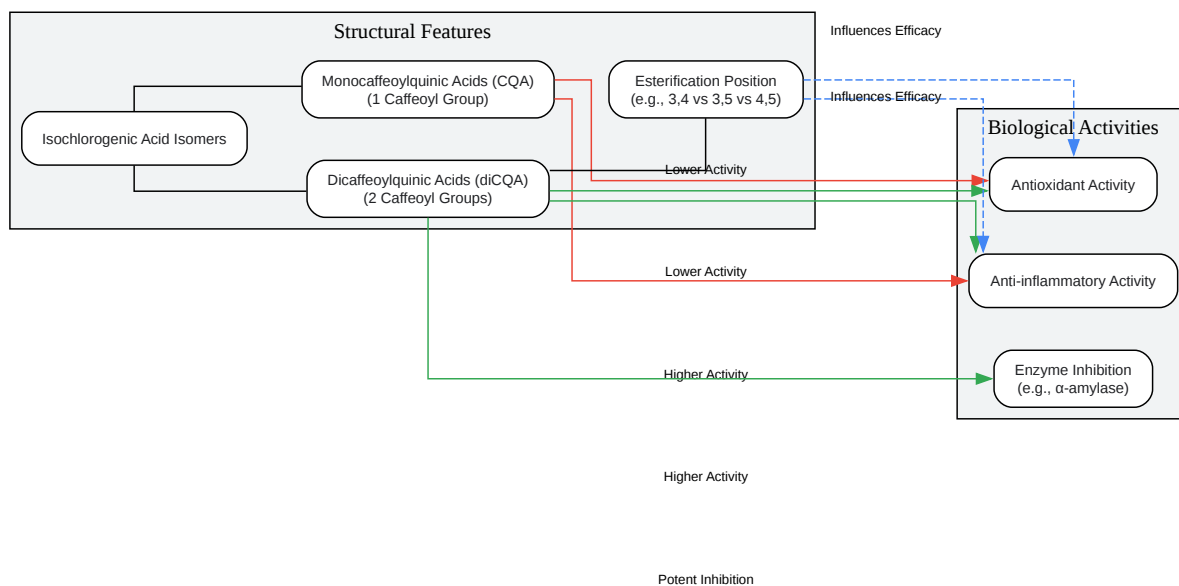 Structural Features
Influences Efficacy
Monocaffeoylquinic Acids (CQA)
(1 Caffeoyl Group)
Esterification Position
(e.g., 3,4 vs 3,5 vs 4,5)
Influences Efficacy
Isochlorogenic Acid Isomers
Biological Activities
Lower Activity
Dicaffeoylquinic Acids (diCQA)
(2 Caffeoyl Groups)
Antioxidant Activity
Lower Activity
Anti-inflammatory Activity
Higher Activity
Enzyme Inhibition
(e.g., α-amylase)
Higher Activity
Potent Inhibition